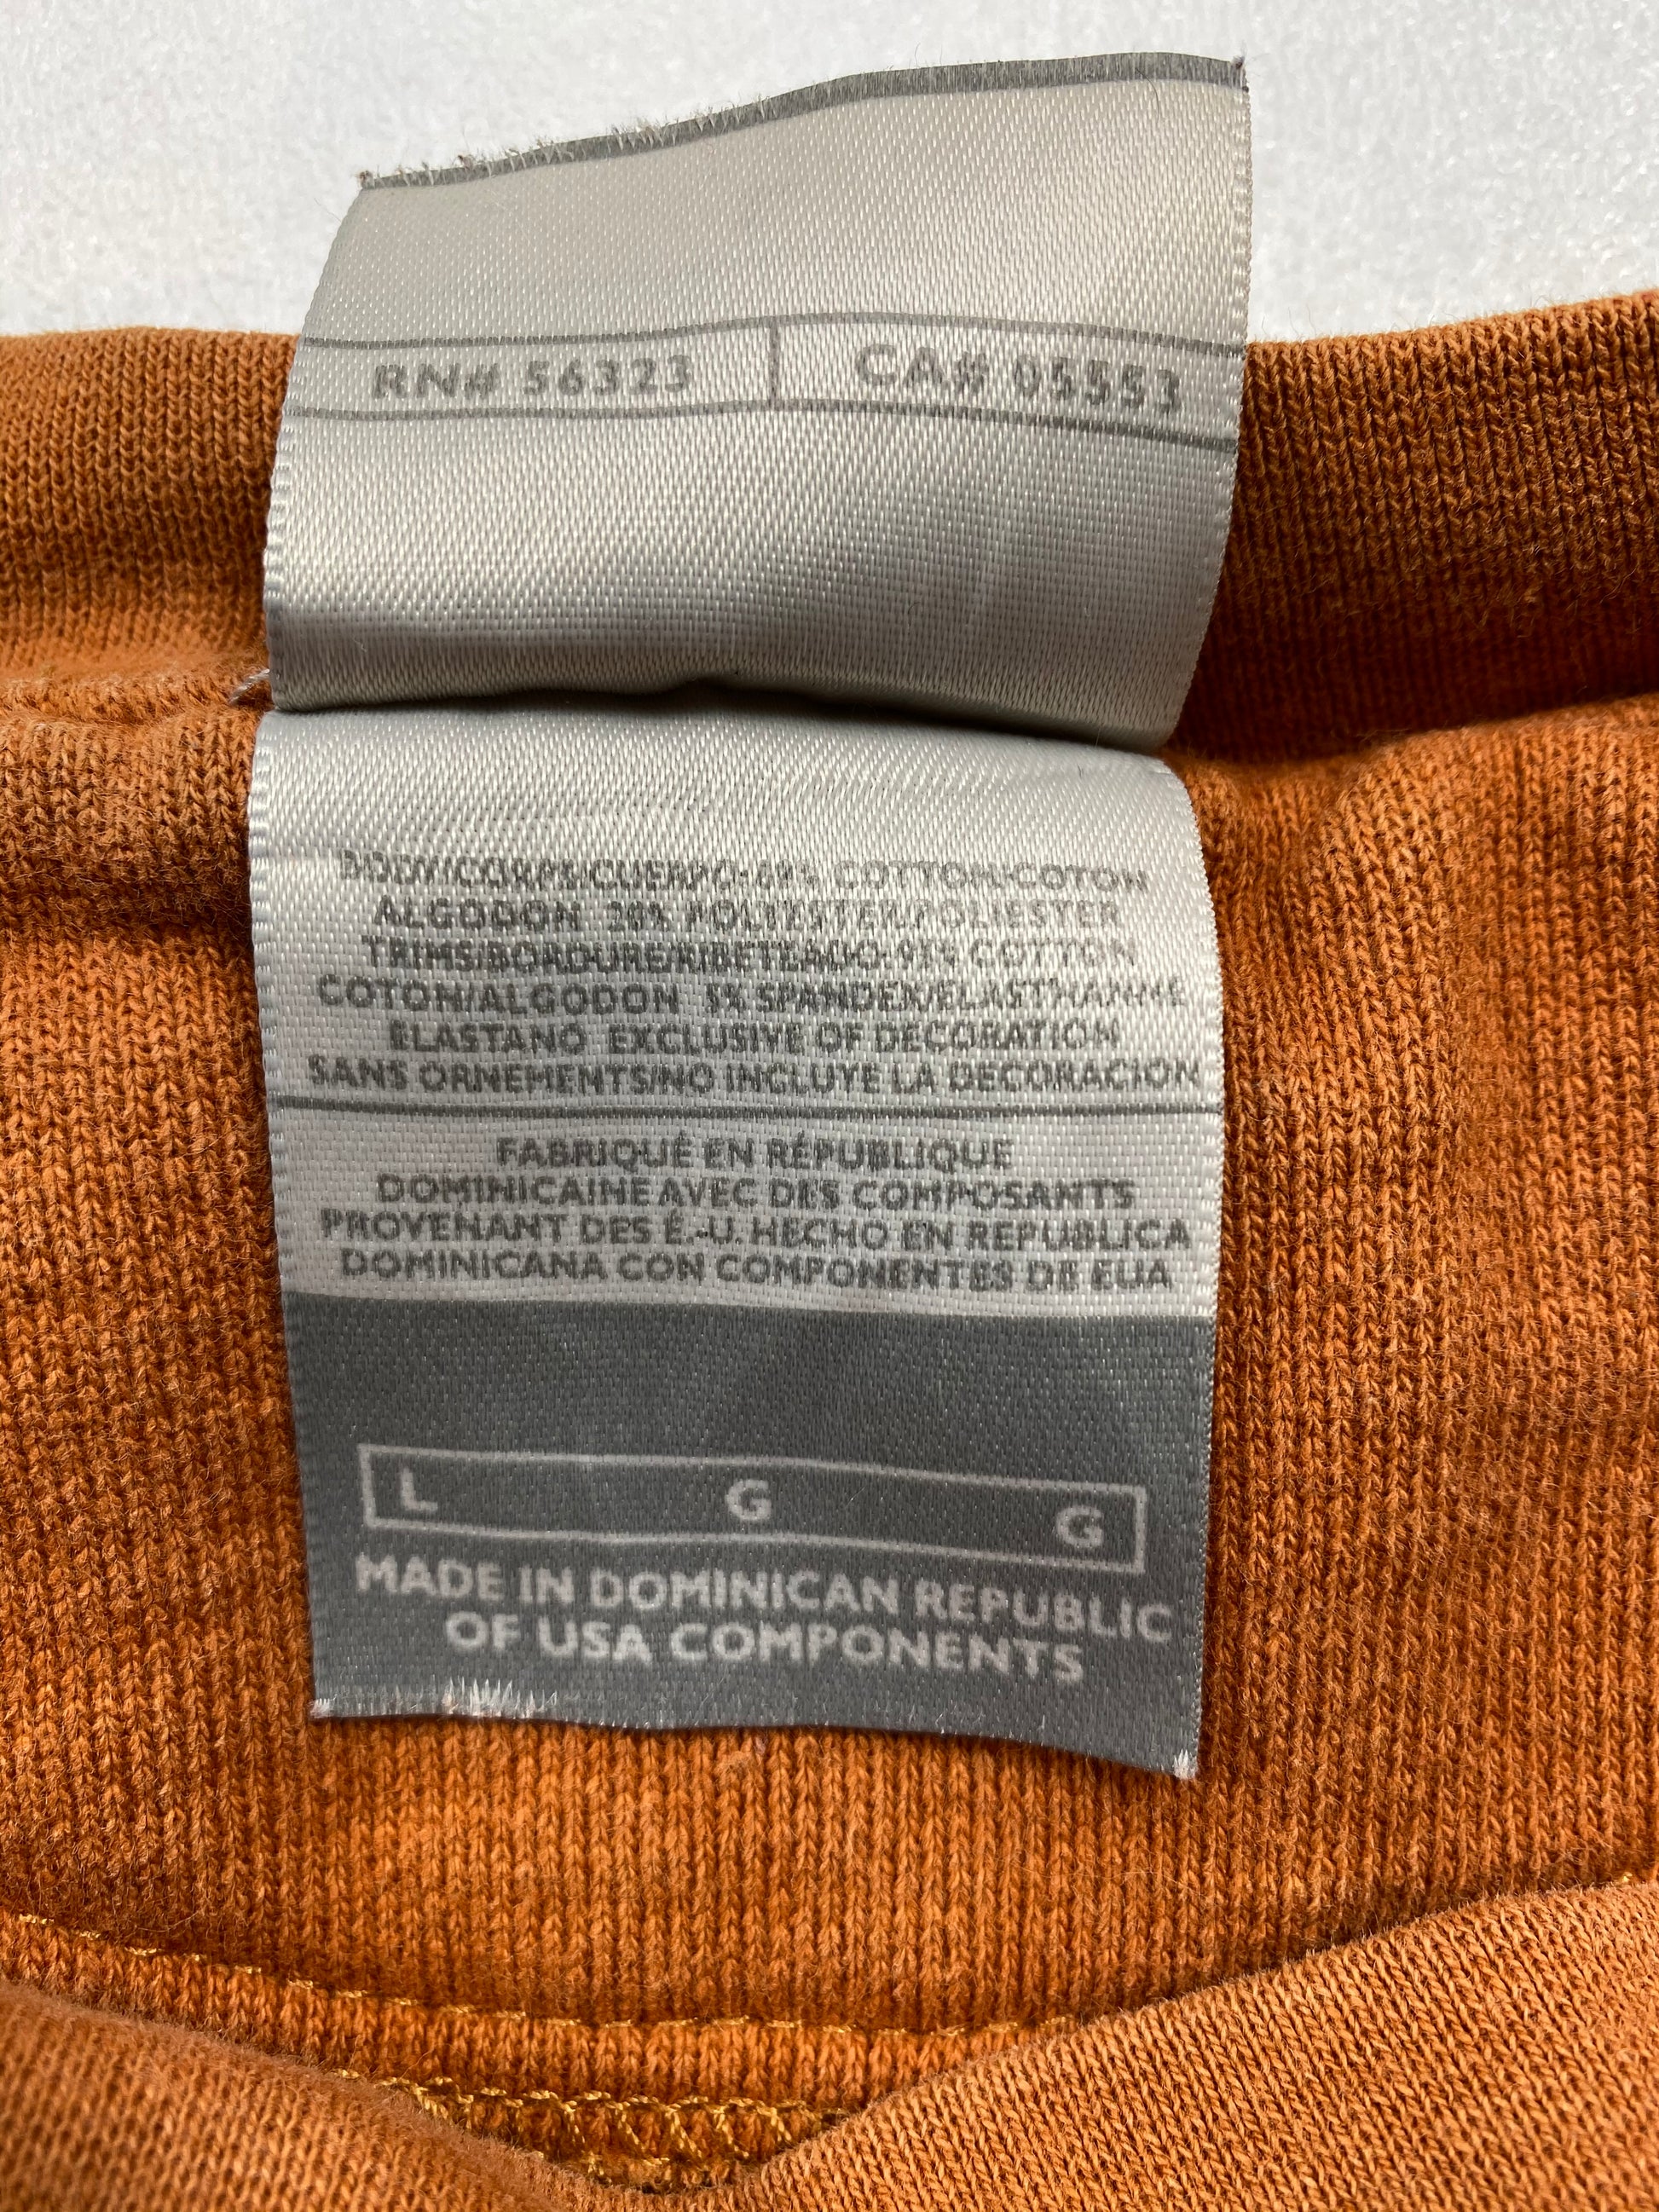 RN# 56323 CA# 05553
BODY/CORPS/CUERPO-COTTON/COTON
ALGODON 20% POLYESTER/POLIESTER
TRIMS/BORDURE/RIBETEADO-95% COTTON
COTON/ALGODON 5% SPANDEX/ELASTHANNE
ELASTANO EXCLUSIVE OF DECORATION
SANS ORNEMENTS/NO INCLUYE LA DECORACION
FABRIQUÉ EN RÉPUBLIQUE
DOMINICAINE AVEC DES COMPOSANTS
PROVENANT DES É.-U. HECHO EN REPUBLICA
DOMINICANA CON COMPONENTES DE EUA
L G G
MADE IN DOMINICAN REPUBLIC
OF USA COMPONENTS